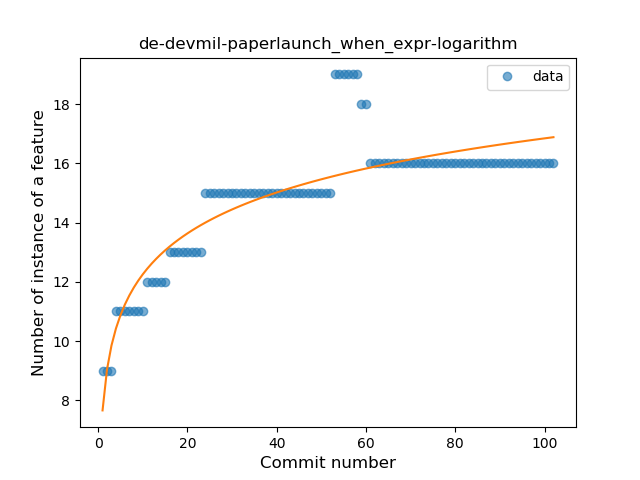 de-devmil-paperlaunch_when_expr-logarithm
data
Number of instance of a feature
18
16
14
12
10
8
0 20 40 60 80 100
Commit number